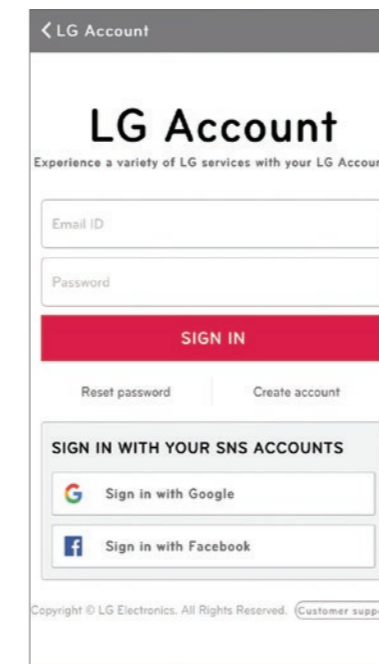 LG Account
LG Account
Experience a variety of LG services with your LG Accoun
Email ID
Password
SIGN IN
Reset password Create account
SIGN IN WITH YOUR SNS ACCOUNTS
G Sign in with Google
f Sign in with Facebook
Copyright © LG Electronics. All Rights Reserved. Customer supp